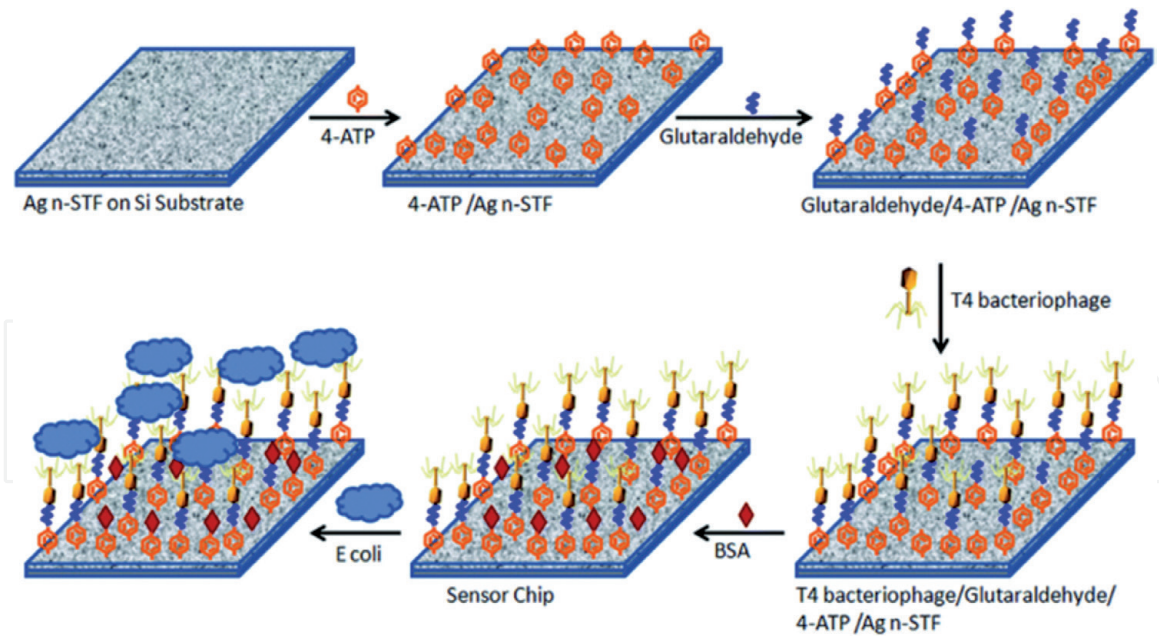 4-ATP
Glutaraldehyde
Ag n-STF on Si Substrate
4-ATP /Ag n-STF
Glutaraldehyde/4-ATP /Ag n-STF
T4 bacteriophage
E coli
BSA
Sensor Chip
T4 bacteriophage/Glutaraldehyde/
4-ATP /Ag n-STF